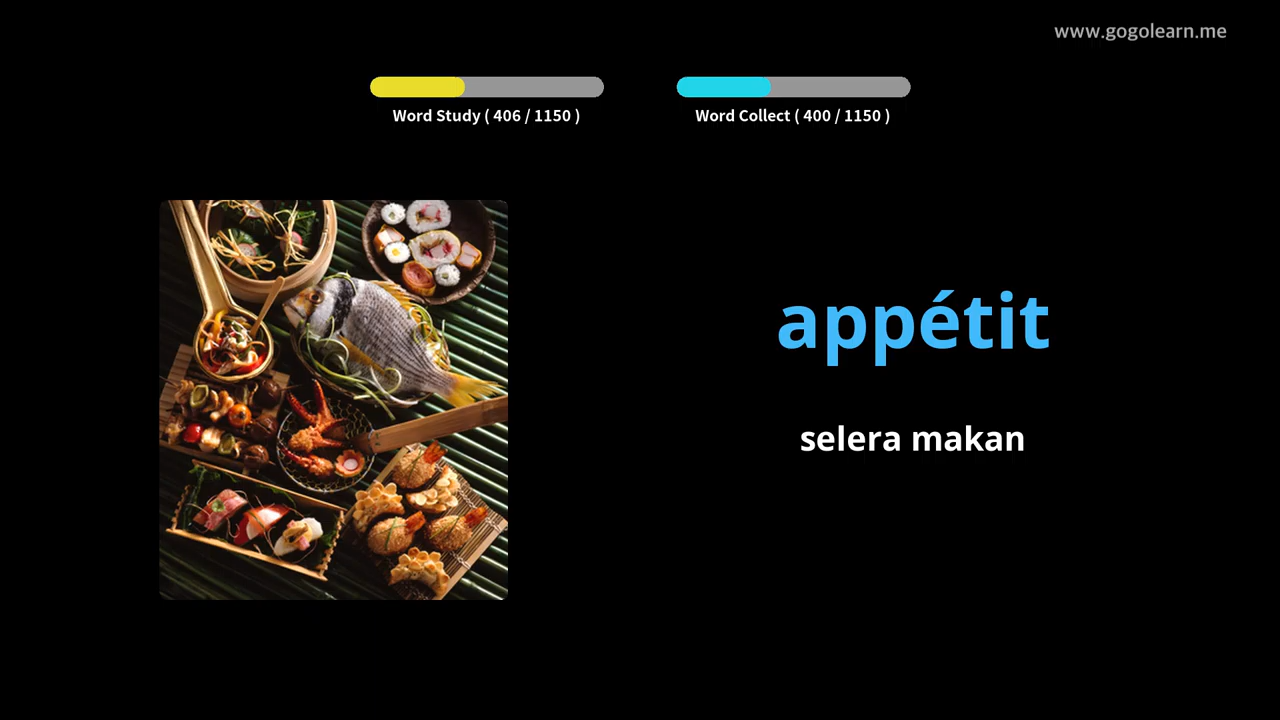 www.gogolearn.me
Word Study ( 406 / 1150 )
Word Collect ( 400 / 1150 )
appétit
selera makan